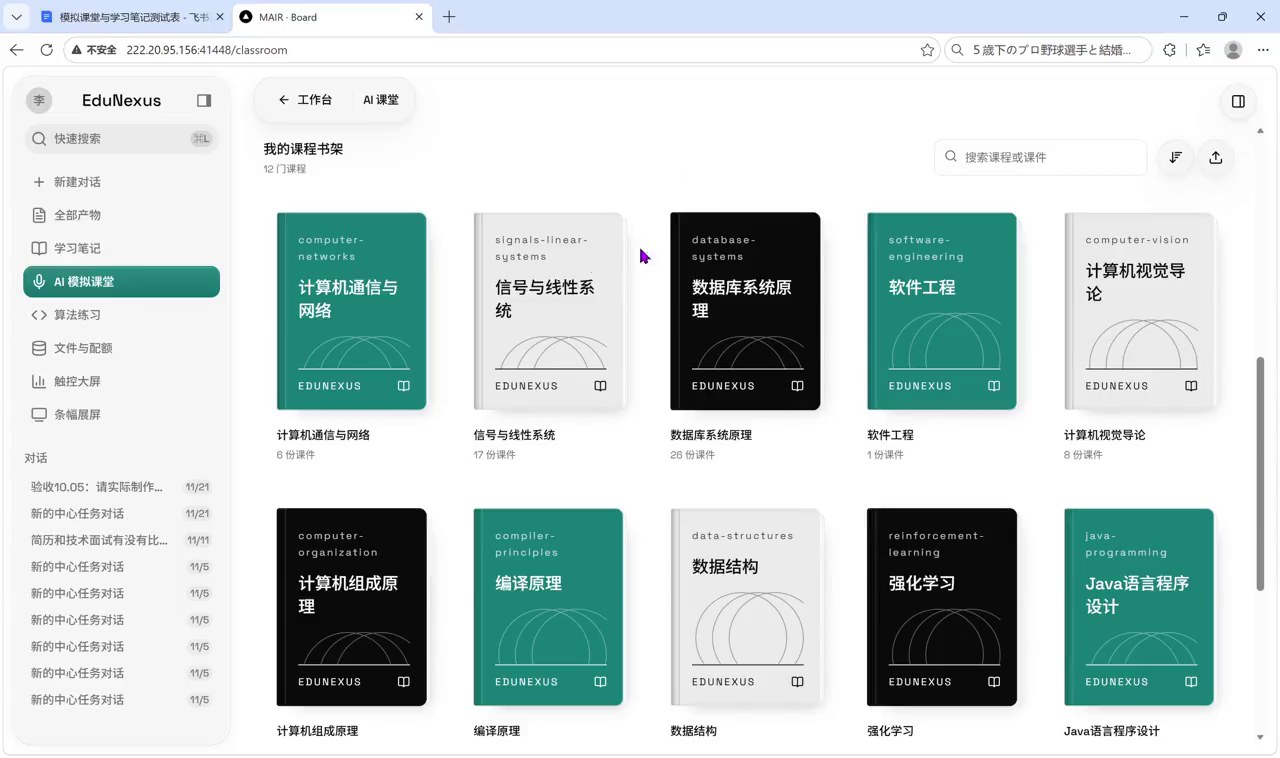 模拟课堂与学习笔记测试表 - 飞书
MAIR · Board
不安全
222.20.95.156:41448/classroom
5 歳下のプロ野球選手と結婚...
李
EduNexus
快速搜索
⌘L
新建对话
全部产物
学习笔记
AI 模拟课堂
算法练习
文件与配额
触控大屏
条幅展屏
对话
验收10.05：请实际制作... 11/21
新的中心任务对话 11/21
简历和技术面试有没有比... 11/11
新的中心任务对话 11/5
新的中心任务对话 11/5
新的中心任务对话 11/5
新的中心任务对话 11/5
新的中心任务对话 11/5
新的中心任务对话 11/5
工作台
AI 课堂
我的课程书架
12 门课程
搜索课程或课件
computer-
networks
计算机通信与
网络
EDUNEXUS
计算机通信与网络
6 份课件
signals-linear-
systems
信号与线性系
统
EDUNEXUS
信号与线性系统
17 份课件
database-
systems
数据库系统原
理
EDUNEXUS
数据库系统原理
26 份课件
software-
engineering
软件工程
EDUNEXUS
软件工程
1 份课件
computer-vision
计算机视觉导
论
EDUNEXUS
计算机视觉导论
8 份课件
computer-
organization
计算机组成原
理
EDUNEXUS
计算机组成原理
compiler-
principles
编译原理
EDUNEXUS
编译原理
data-structures
数据结构
EDUNEXUS
数据结构
reinforcement-
learning
强化学习
EDUNEXUS
强化学习
java-
programming
Java语言程序
设计
EDUNEXUS
Java语言程序设计